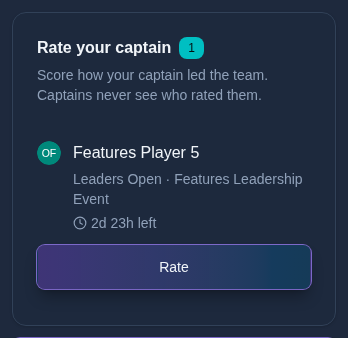 Rate your captain 1
Score how your captain led the team.
Captains never see who rated them.
OF Features Player 5
Leaders Open · Features Leadership
Event
2d 23h left
Rate